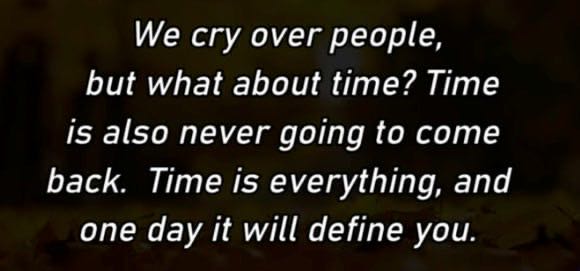 We cry over people,
but what about time? Time
is also never going to come
back. Time is everything, and
one day it will define you.